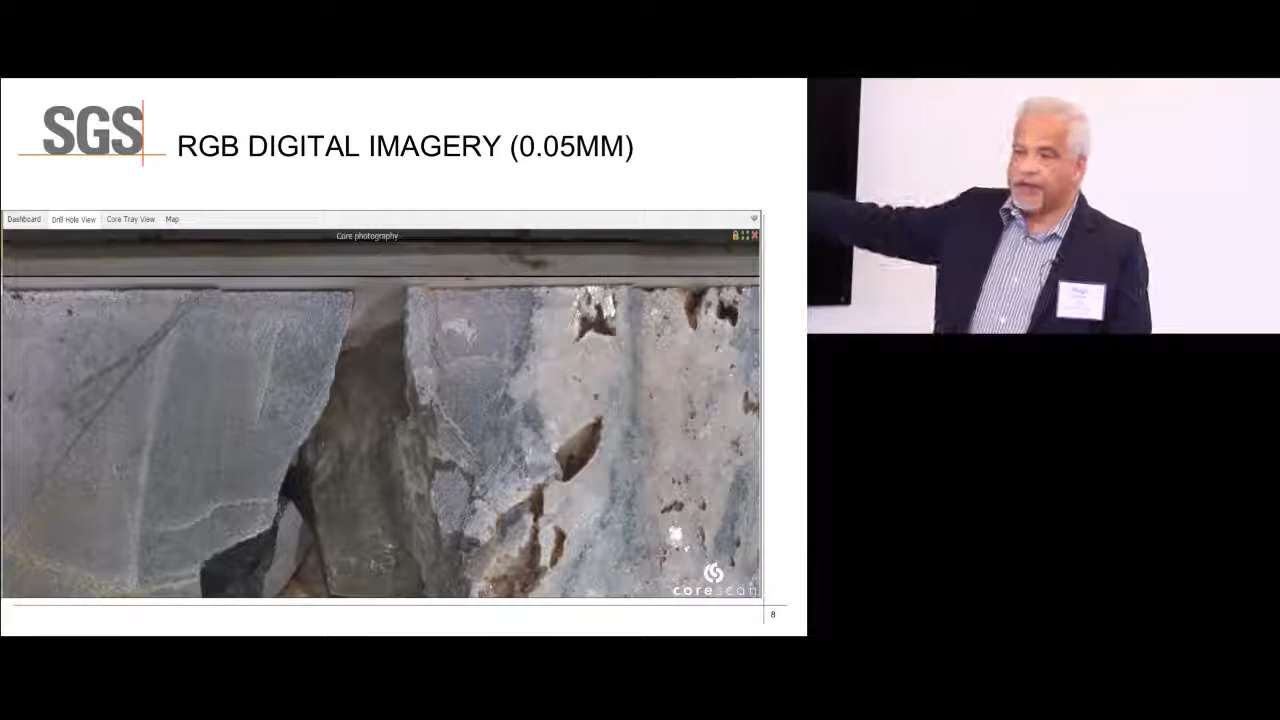 SGS
RGB DIGITAL IMAGERY (0.05MM)
Dashboard Drill Hole View Core Tray View Map
Core photography
corescan
8